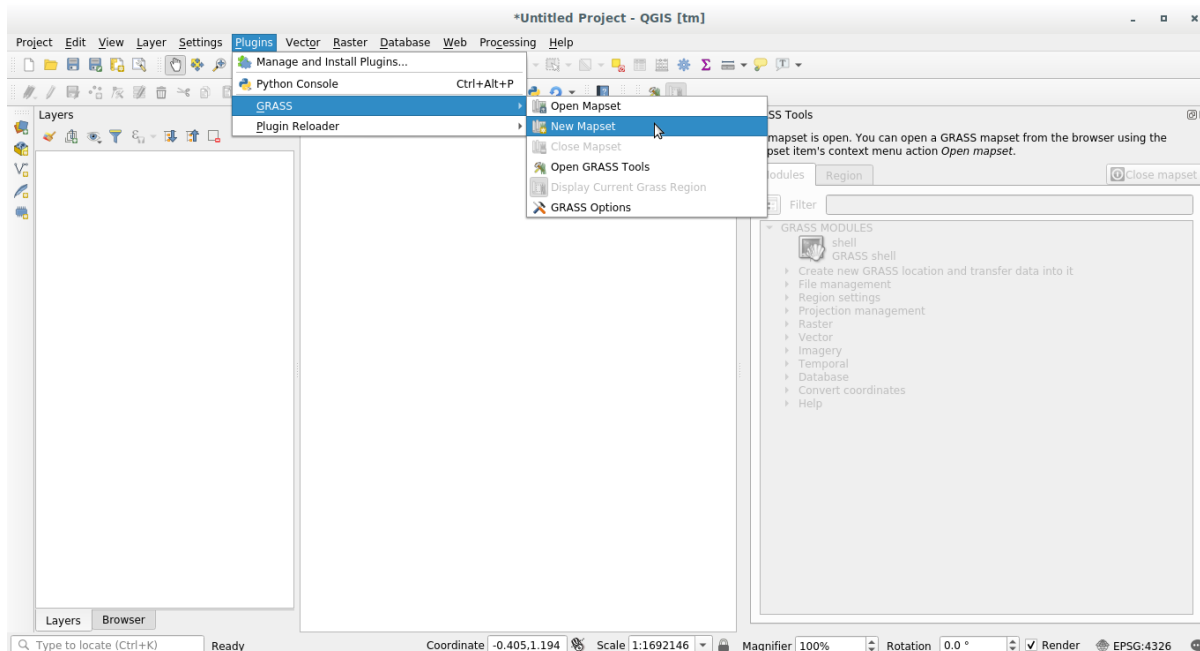 *Untitled Project - QGIS [tm]
Project Edit View Layer Settings Plugins Vector Raster Database Web Processing Help
Manage and Install Plugins...
Python Console Ctrl+Alt+P
GRASS
Plugin Reloader
Open Mapset
New Mapset
Close Mapset
Open GRASS Tools
Display Current Grass Region
GRASS Options
Layers
SS Tools
mapset is open. You can open a GRASS mapset from the browser using the
pset item's context menu action Open mapset.
odules Region Close mapset
Filter
GRASS MODULES
shell
GRASS shell
Create new GRASS location and transfer data into it
File management
Region settings
Projection management
Raster
Vector
Imagery
Temporal
Database
Convert coordinates
Help
Layers Browser
Type to locate (Ctrl+K) Ready Coordinate -0.405,1.194 Scale 1:1692146 Magnifier 100% Rotation 0.0 ° Render EPSG:4326